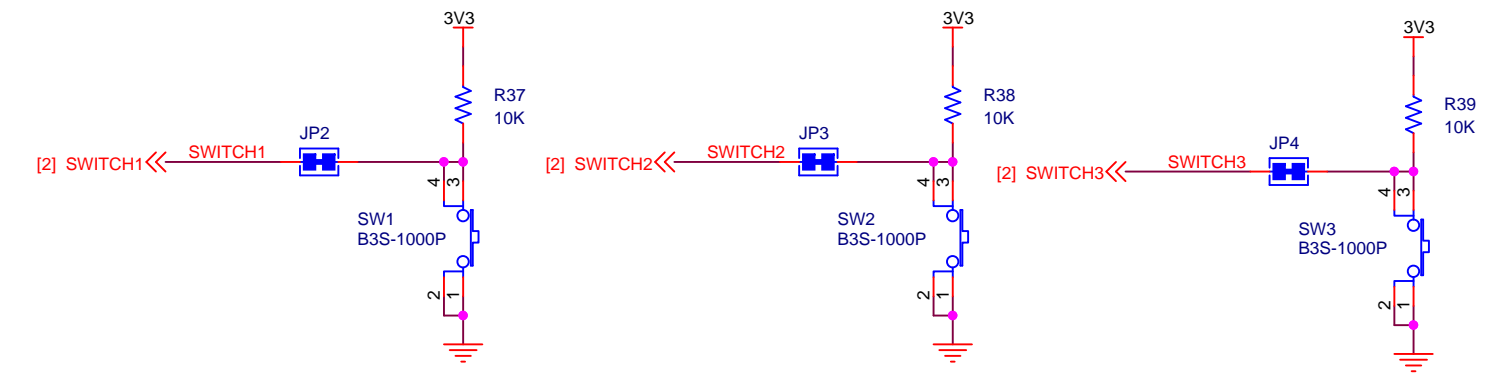 3V3
R37
10K
JP2
[2] SWITCH1
SWITCH1
4
3
SW1
B3S-1000P
2
1
3V3
R38
10K
JP3
[2] SWITCH2
SWITCH2
4
3
SW2
B3S-1000P
2
1
3V3
R39
10K
JP4
[2] SWITCH3
SWITCH3
4
3
SW3
B3S-1000P
2
1